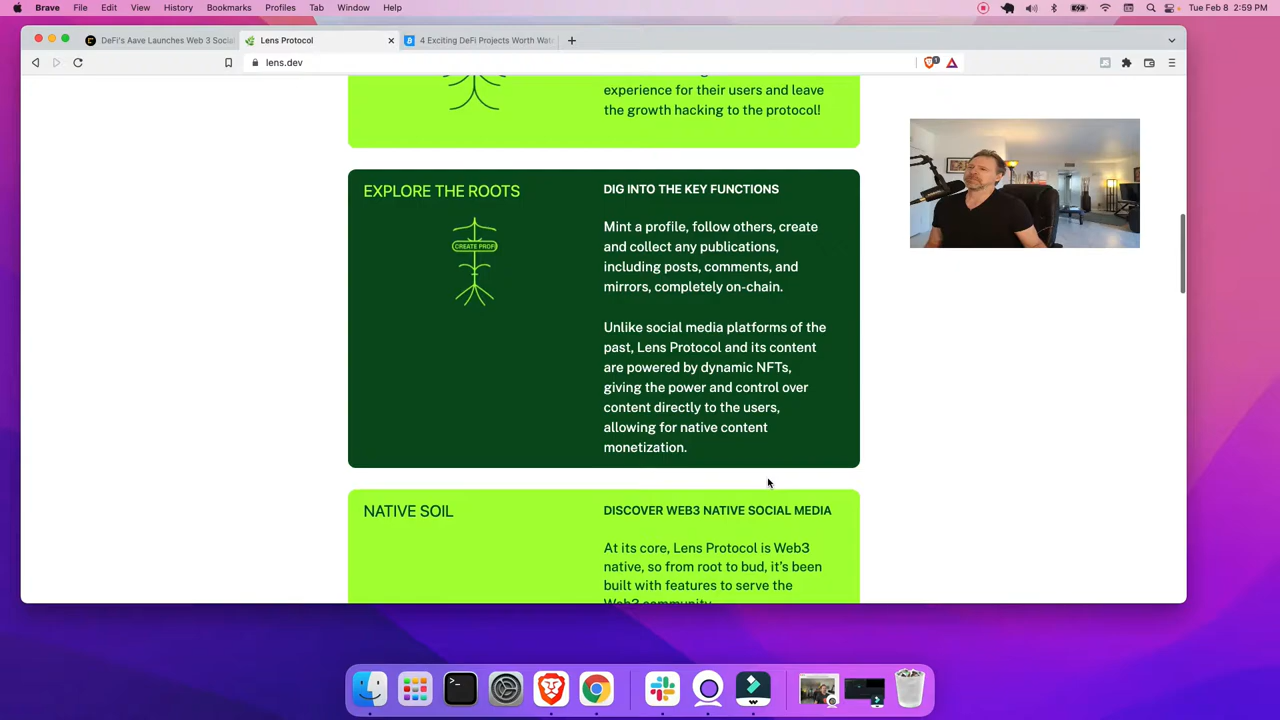 Brave File Edit View History Bookmarks Profiles Tab Window Help
Tue Feb 8 2:59 PM
DeFi's Aave Launches Web 3 Social
Lens Protocol
4 Exciting DeFi Projects Worth Wat
lens.dev
1
experience for their users and leave
the growth hacking to the protocol!
EXPLORE THE ROOTS
CREATE PROF
DIG INTO THE KEY FUNCTIONS
Mint a profile, follow others, create
and collect any publications,
including posts, comments, and
mirrors, completely on-chain.
Unlike social media platforms of the
past, Lens Protocol and its content
are powered by dynamic NFTs,
giving the power and control over
content directly to the users,
allowing for native content
monetization.
NATIVE SOIL
DISCOVER WEB3 NATIVE SOCIAL MEDIA
At its core, Lens Protocol is Web3
native, so from root to bud, it's been
built with features to serve the
Web3 community